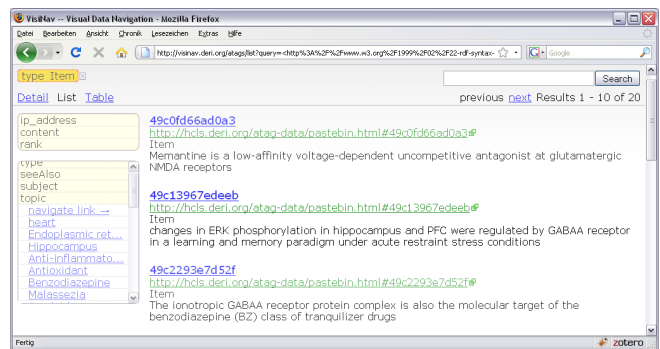 VisiNav -- Visual Data Navigation - Mozilla Firefox
Datei Bearbeiten Ansicht Chronik Lesezeichen Extras Hilfe
http://visinav.deri.org/atags/list?query=<http%3A%2F%2Fwww.w3.org%2F1999%2F02%2F22-rdf-syntax- Google
type Item
Search
Detail List Table
previous next Results 1 - 10 of 20
ip_address
content
rank
type
seeAlso
subject
topic
navigate link →
heart
Endoplasmic ret...
Hippocampus
Anti-inflammato...
Antioxidant
Benzodiazepine
Malassezia
49c0fd66ad0a3
http://hcls.deri.org/atag-data/pastebin.html#49c0fd66ad0a3
Item
Memantine is a low-affinity voltage-dependent uncompetitive antagonist at glutamatergic
NMDA receptors
49c13967edeeb
http://hcls.deri.org/atag-data/pastebin.html#49c13967edeeb
Item
changes in ERK phosphorylation in hippocampus and PFC were regulated by GABAA receptor
in a learning and memory paradigm under acute restraint stress conditions
49c2293e7d52f
http://hcls.deri.org/atag-data/pastebin.html#49c2293e7d52f
Item
The ionotropic GABAA receptor protein complex is also the molecular target of the
benzodiazepine (BZ) class of tranquilizer drugs
Fertig
zotero